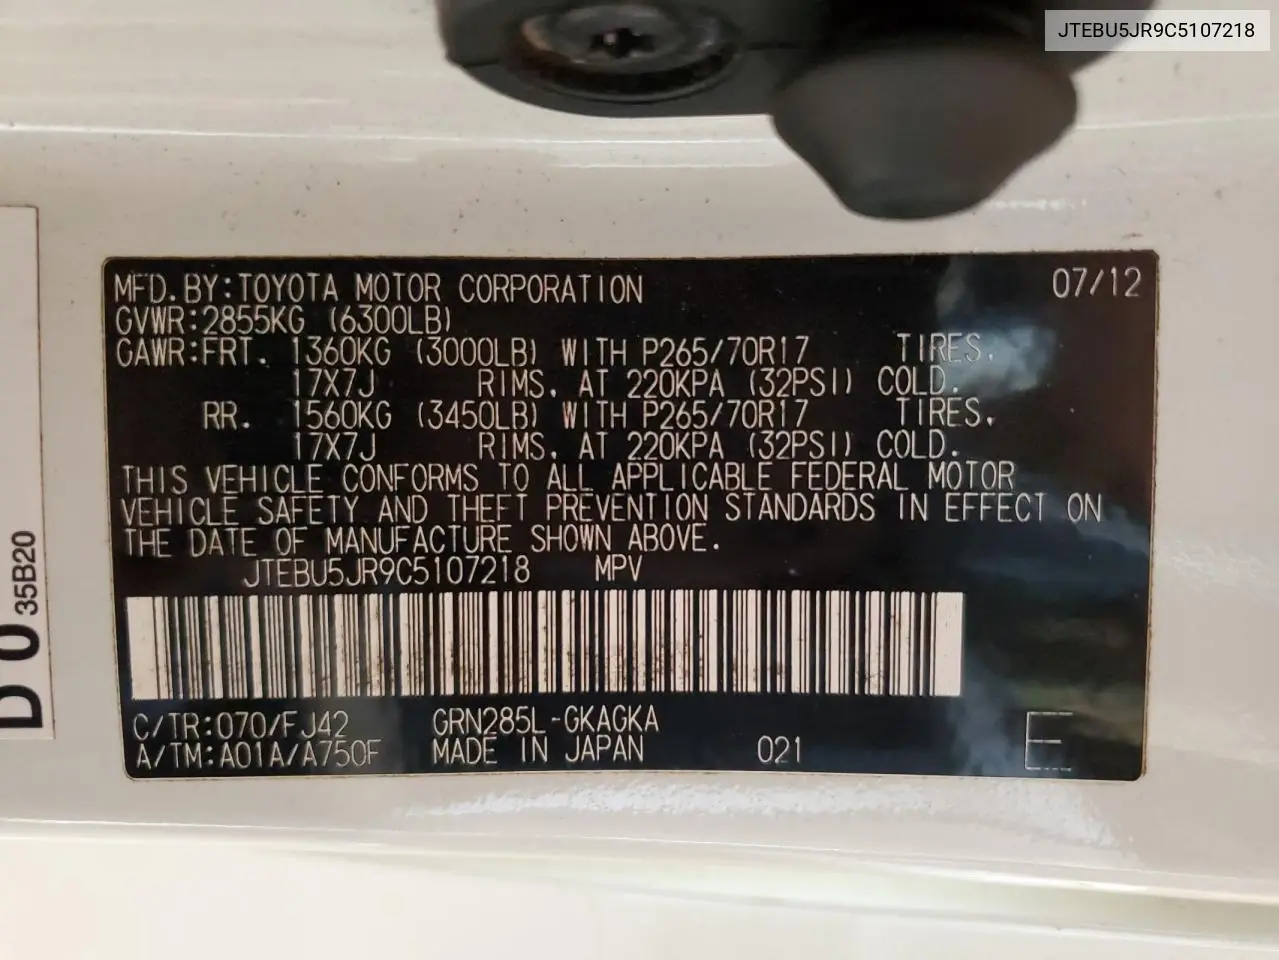 JTEBU5JR9C5107218
MFD.BY:TOYOTA MOTOR CORPORATION 07/12
GVWR:2855KG (6300LB)
GAWR:FRT. 1360KG (3000LB) WITH P265/70R17 TIRES,
17X7J RIMS, AT 220KPA (32PSI) COLD.
RR. 1560KG (3450LB) WITH P265/70R17 TIRES,
17X7J RIMS, AT 220KPA (32PSI) COLD.
THIS VEHICLE CONFORMS TO ALL APPLICABLE FEDERAL MOTOR
VEHICLE SAFETY AND THEFT PREVENTION STANDARDS IN EFFECT ON
THE DATE OF MANUFACTURE SHOWN ABOVE.
JTEBU5JR9C5107218 MPV
C/TR:070/FJ42 GRN285L-GKAGKA
A/TM:A01A/A750F MADE IN JAPAN 021 E
D 0 35B20